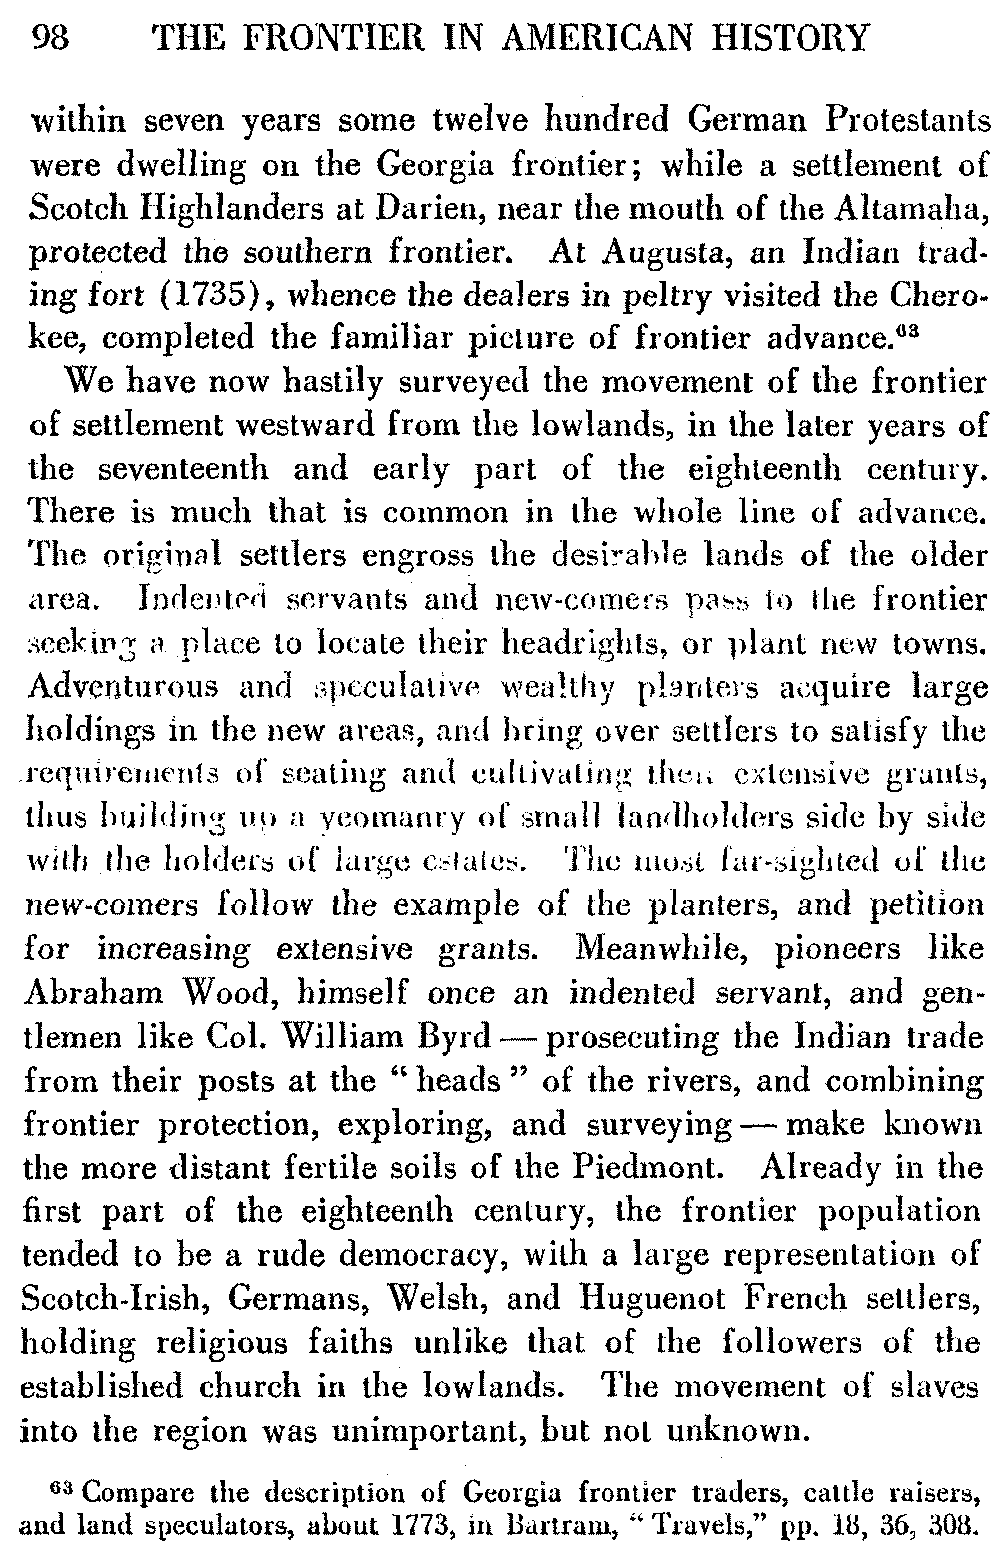 98 THE FRONTIER IN AMERICAN HISTORY
within seven years some twelve hundred German Protestants
were dwelling on the Georgia frontier; while a settlement of
Scotch Highlanders at Darien, near the mouth of the Altamaha,
protected the southern frontier. At Augusta, an Indian trad-
ing fort (1735), whence the dealers in peltry visited the Chero-
kee, completed the familiar picture of frontier advance.⁶³
We have now hastily surveyed the movement of the frontier
of settlement westward from the lowlands, in the later years of
the seventeenth and early part of the eighteenth century.
There is much that is common in the whole line of advance.
The original settlers engross the desirable lands of the older
area. Indented servants and new-comers pass to the frontier
seeking a place to locate their headrights, or plant new towns.
Adventurous and speculative wealthy planters acquire large
holdings in the new areas, and bring over settlers to satisfy the
requirements of seating and cultivating their extensive grants,
thus building up a yeomanry of small landholders side by side
with the holders of large estates. The most far-sighted of the
new-comers follow the example of the planters, and petition
for increasing extensive grants. Meanwhile, pioneers like
Abraham Wood, himself once an indented servant, and gen-
tlemen like Col. William Byrd — prosecuting the Indian trade
from their posts at the " heads " of the rivers, and combining
frontier protection, exploring, and surveying — make known
the more distant fertile soils of the Piedmont. Already in the
first part of the eighteenth century, the frontier population
tended to be a rude democracy, with a large representation of
Scotch-Irish, Germans, Welsh, and Huguenot French settlers,
holding religious faiths unlike that of the followers of the
established church in the lowlands. The movement of slaves
into the region was unimportant, but not unknown.
⁶³ Compare the description of Georgia frontier traders, cattle raisers,
and land speculators, about 1773, in Bartram, " Travels," pp. 18, 36, 308.